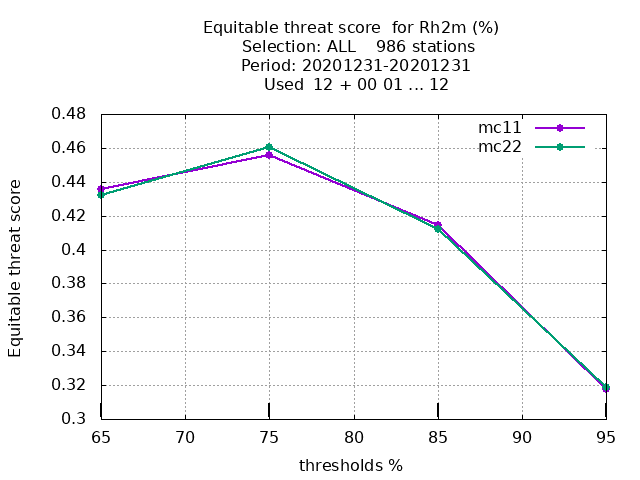 Equitable threat score  for Rh2m (%)
Selection: ALL    986 stations
Period: 20201231-20201231
Used  12 + 00 01 ... 12
mc11
mc22
Equitable threat score
0.48
0.46
0.44
0.42
0.4
0.38
0.36
0.34
0.32
0.3
65 70 75 80 85 90 95
thresholds %